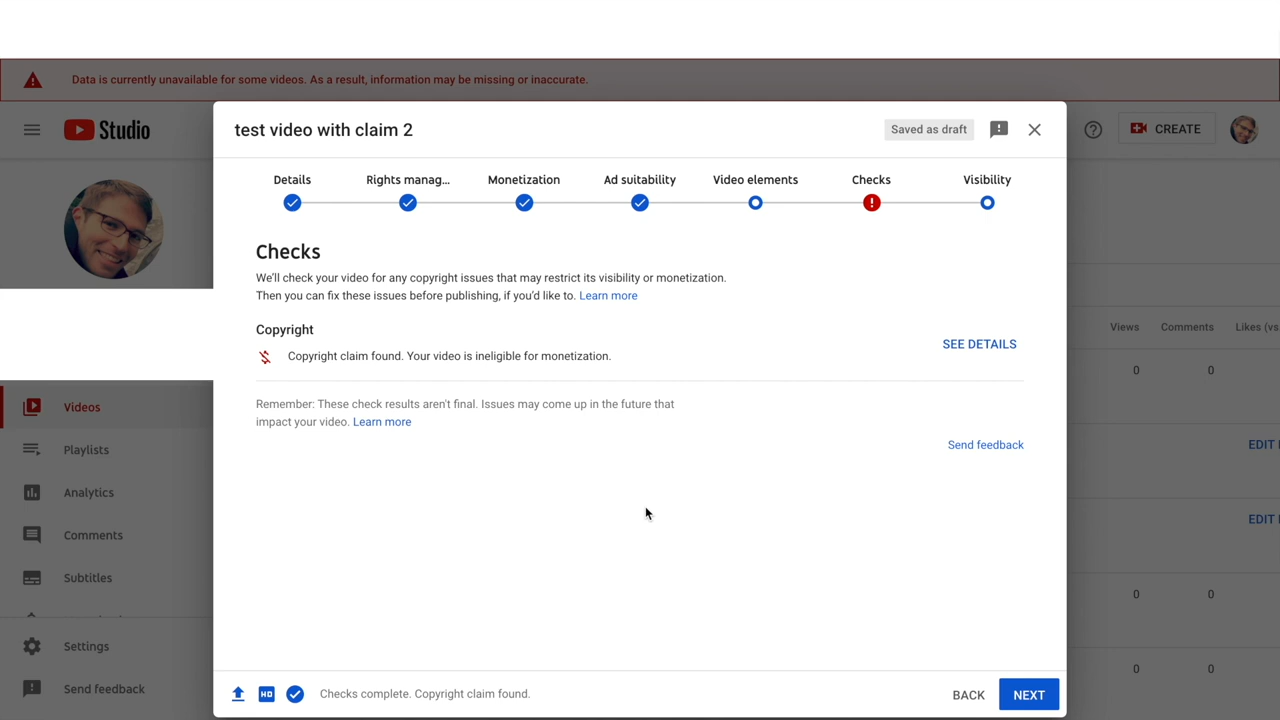 Data is currently unavailable for some videos. As a result, information may be missing or inaccurate.
Studio
CREATE
test video with claim 2
Saved as draft
Details
Rights manag...
Monetization
Ad suitability
Video elements
Checks
Visibility
Checks
We'll check your video for any copyright issues that may restrict its visibility or monetization.
Then you can fix these issues before publishing, if you'd like to. Learn more
Copyright
Copyright claim found. Your video is ineligible for monetization.
SEE DETAILS
Remember: These check results aren't final. Issues may come up in the future that
impact your video. Learn more
Send feedback
HD
Checks complete. Copyright claim found.
BACK
NEXT
Videos
Playlists
Analytics
Comments
Subtitles
Settings
Send feedback
Views
Comments
Likes (vs
0
0
EDIT
EDIT
0
0
0
0